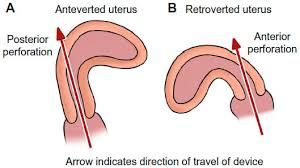 A Anteverted uterus
Posterior
perforation
B Retroverted uterus
Anterior
perforation
Arrow indicates direction of travel of device